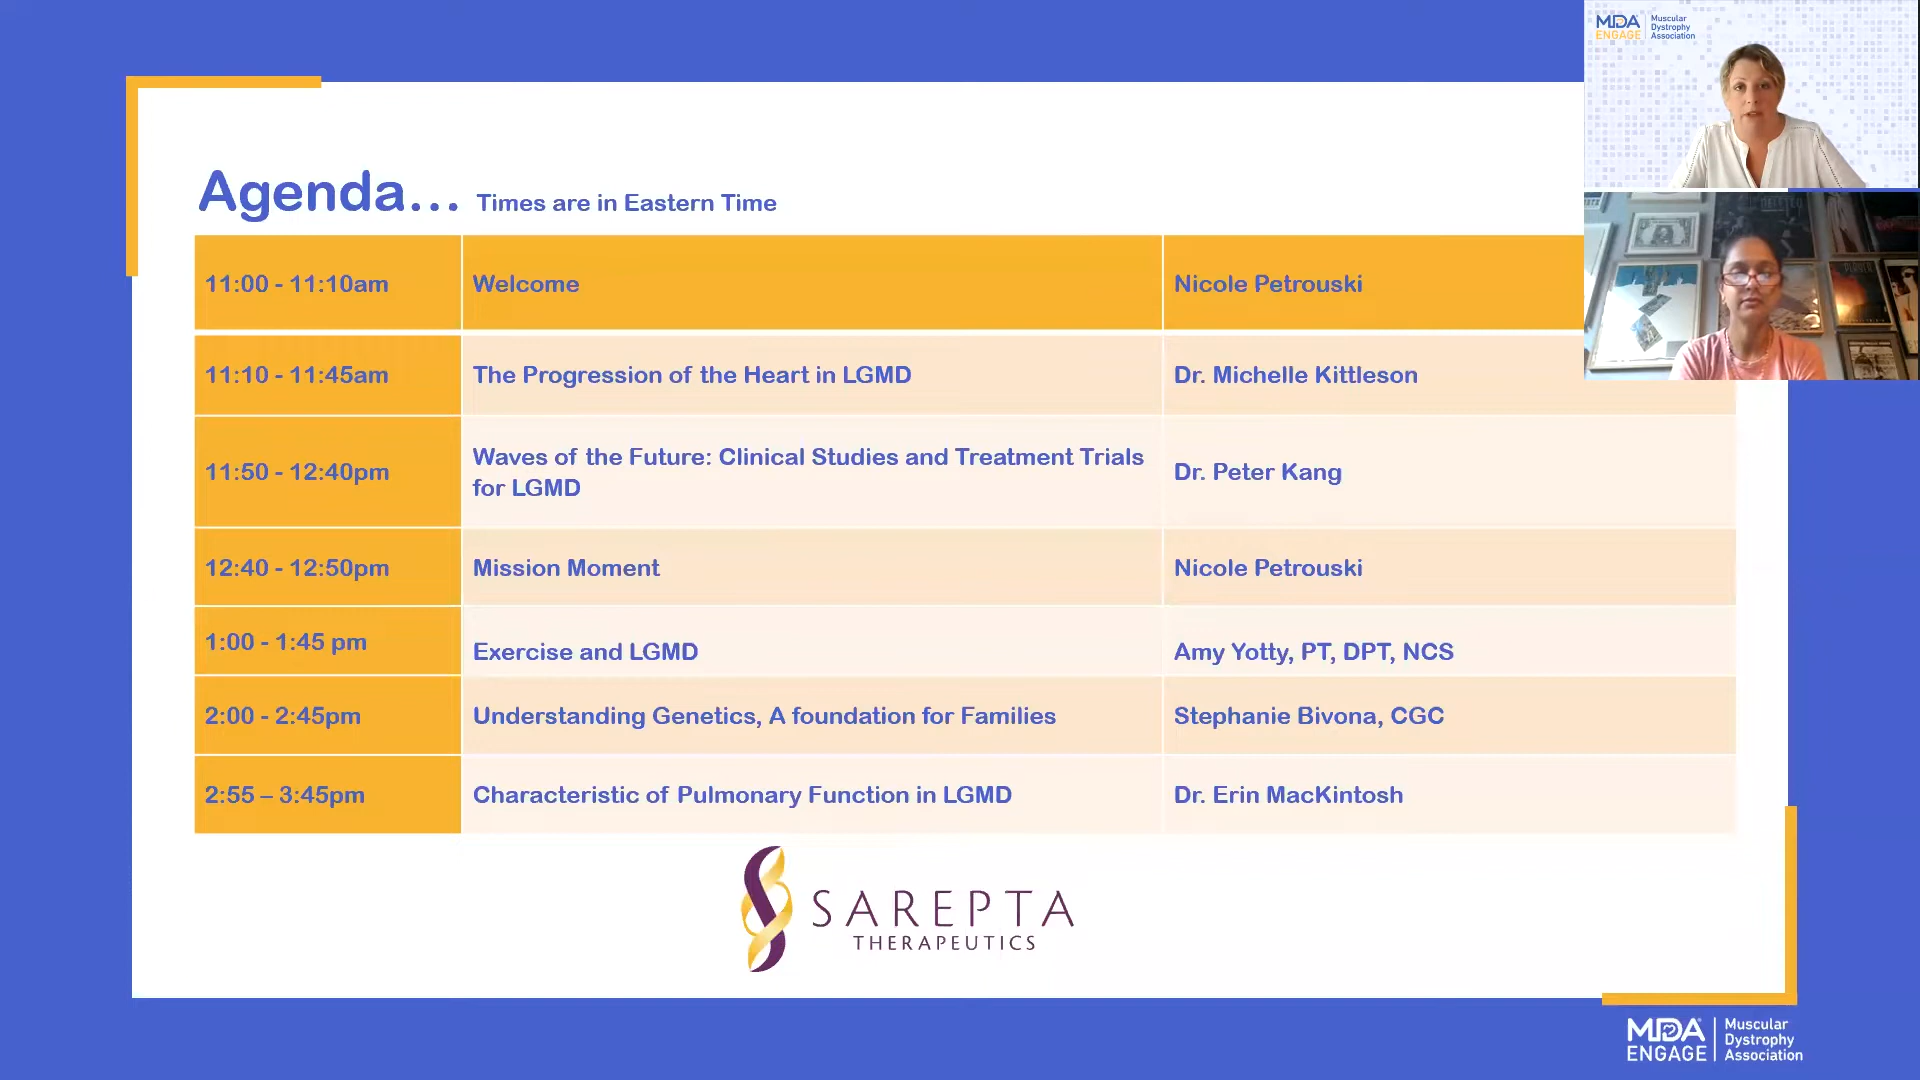 MDA
ENGAGE
Muscular
Dystrophy
Association
Agenda... Times are in Eastern Time
11:00 - 11:10am Welcome Nicole Petrouski
11:10 - 11:45am The Progression of the Heart in LGMD Dr. Michelle Kittleson
11:50 - 12:40pm Waves of the Future: Clinical Studies and Treatment Trials
for LGMD Dr. Peter Kang
12:40 - 12:50pm Mission Moment Nicole Petrouski
1:00 - 1:45 pm Exercise and LGMD Amy Yotty, PT, DPT, NCS
2:00 - 2:45pm Understanding Genetics, A foundation for Families Stephanie Bivona, CGC
2:55 – 3:45pm Characteristic of Pulmonary Function in LGMD Dr. Erin MacKintosh
SAREPTA
THERAPEUTICS
MDA
ENGAGE
Muscular
Dystrophy
Association